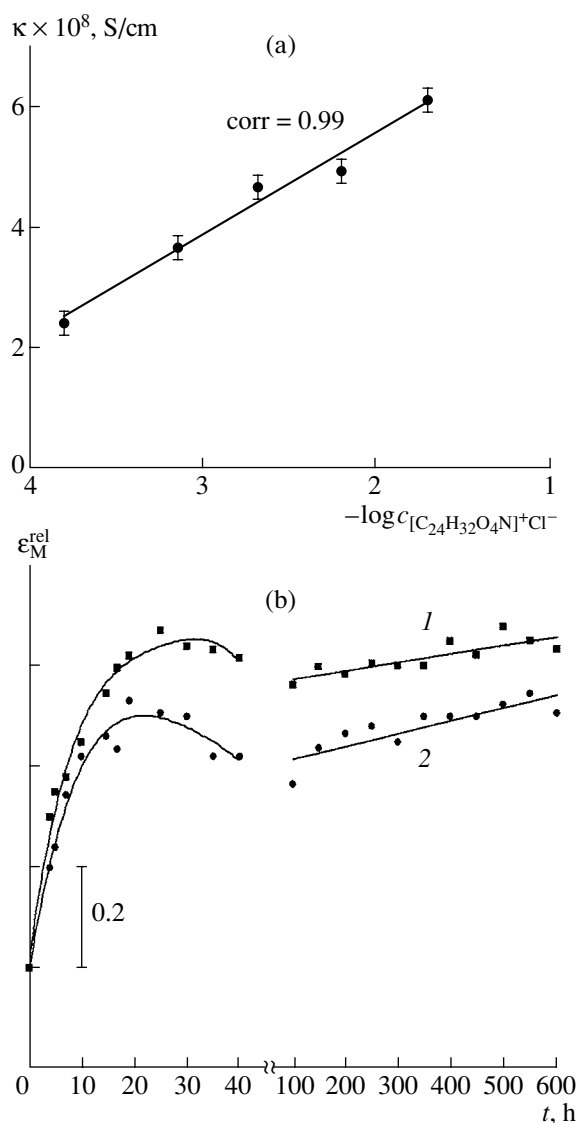 κ × 10⁸, S/cm
(a)
corr = 0.99
6
4
2
0
4 3 2 1
−log c[C₂₄H₃₂O₄N]⁺Cl⁻
ε_M^rel
(b)
1
2
0.2
0 10 20 30 40 100 200 300 400 500 600
t, h